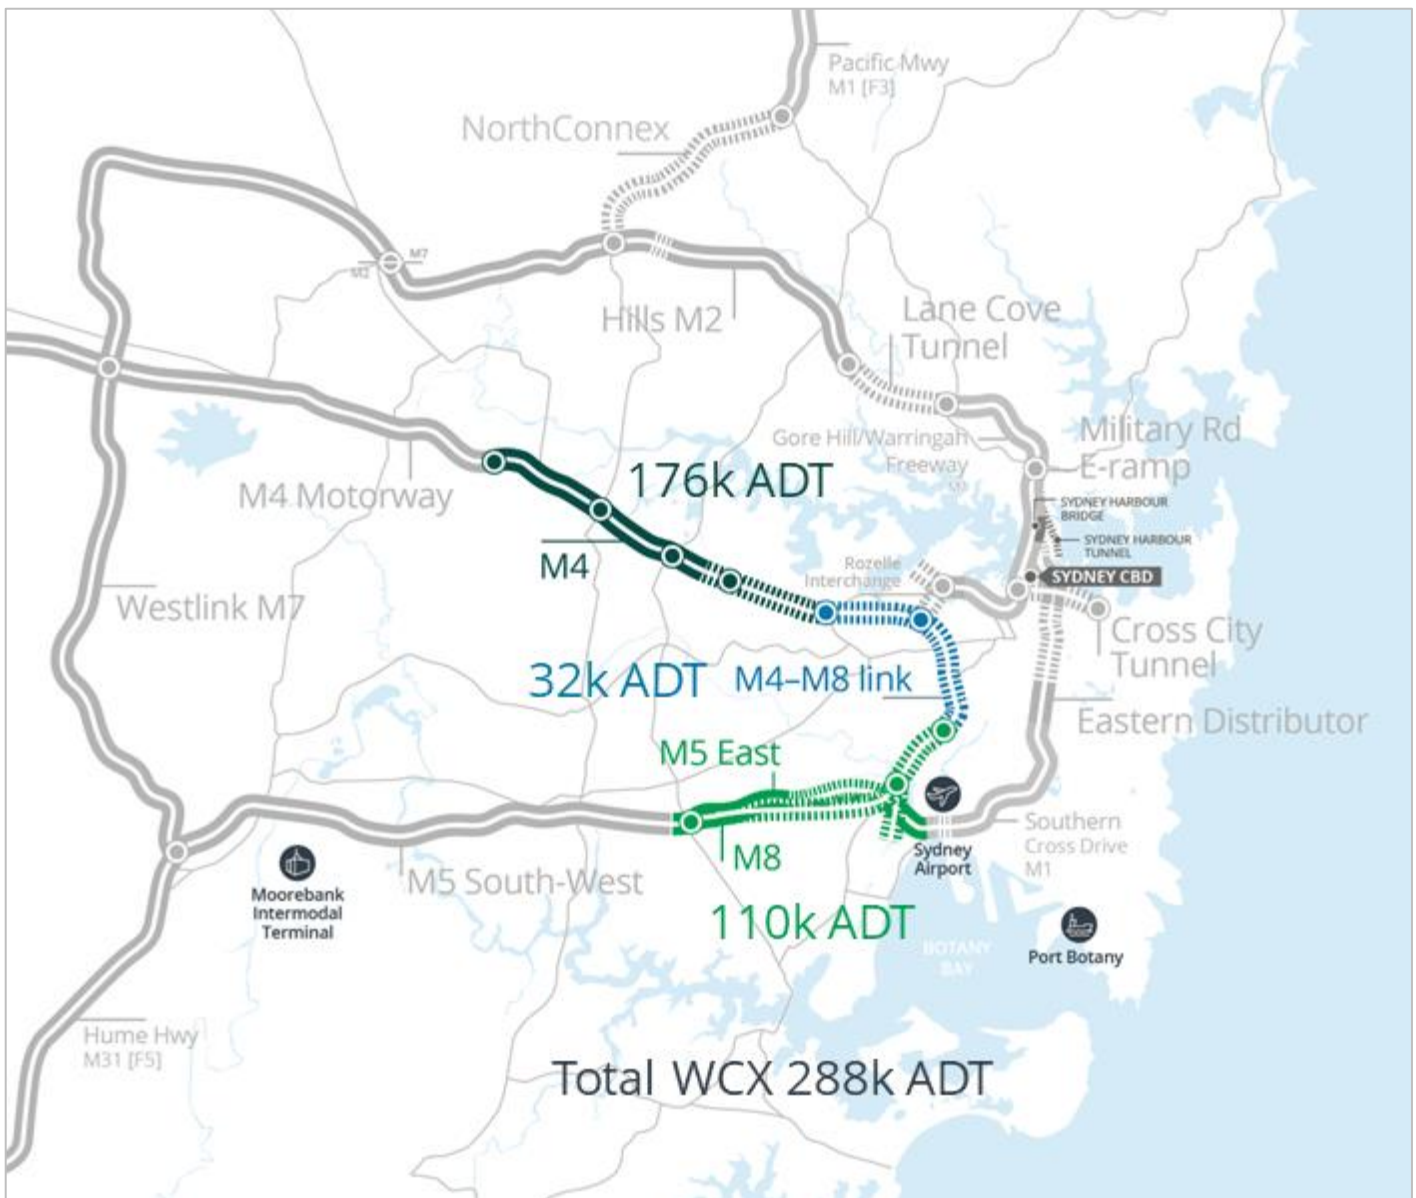 Pacific Mwy
M1 [F3]
NorthConnex
M7
M2
Hills M2
Lane Cove
Tunnel
Gore Hill/Warringah
Freeway
Military Rd
E-ramp
176k ADT
M4 Motorway
SYDNEY HARBOUR
BRIDGE
SYDNEY HARBOUR
TUNNEL
M4
Rozelle
Interchange
SYDNEY CBD
Westlink M7
Cross City
Tunnel
32k ADT
M4–M8 link
Eastern Distributor
M5 East
Southern
Cross Drive
M1
Sydney
Airport
M8
M5 South-West
Moorebank
Intermodal
Terminal
110k ADT
BOTANY
BAY
Port Botany
Hume Hwy
M31 [F5]
Total WCX 288k ADT